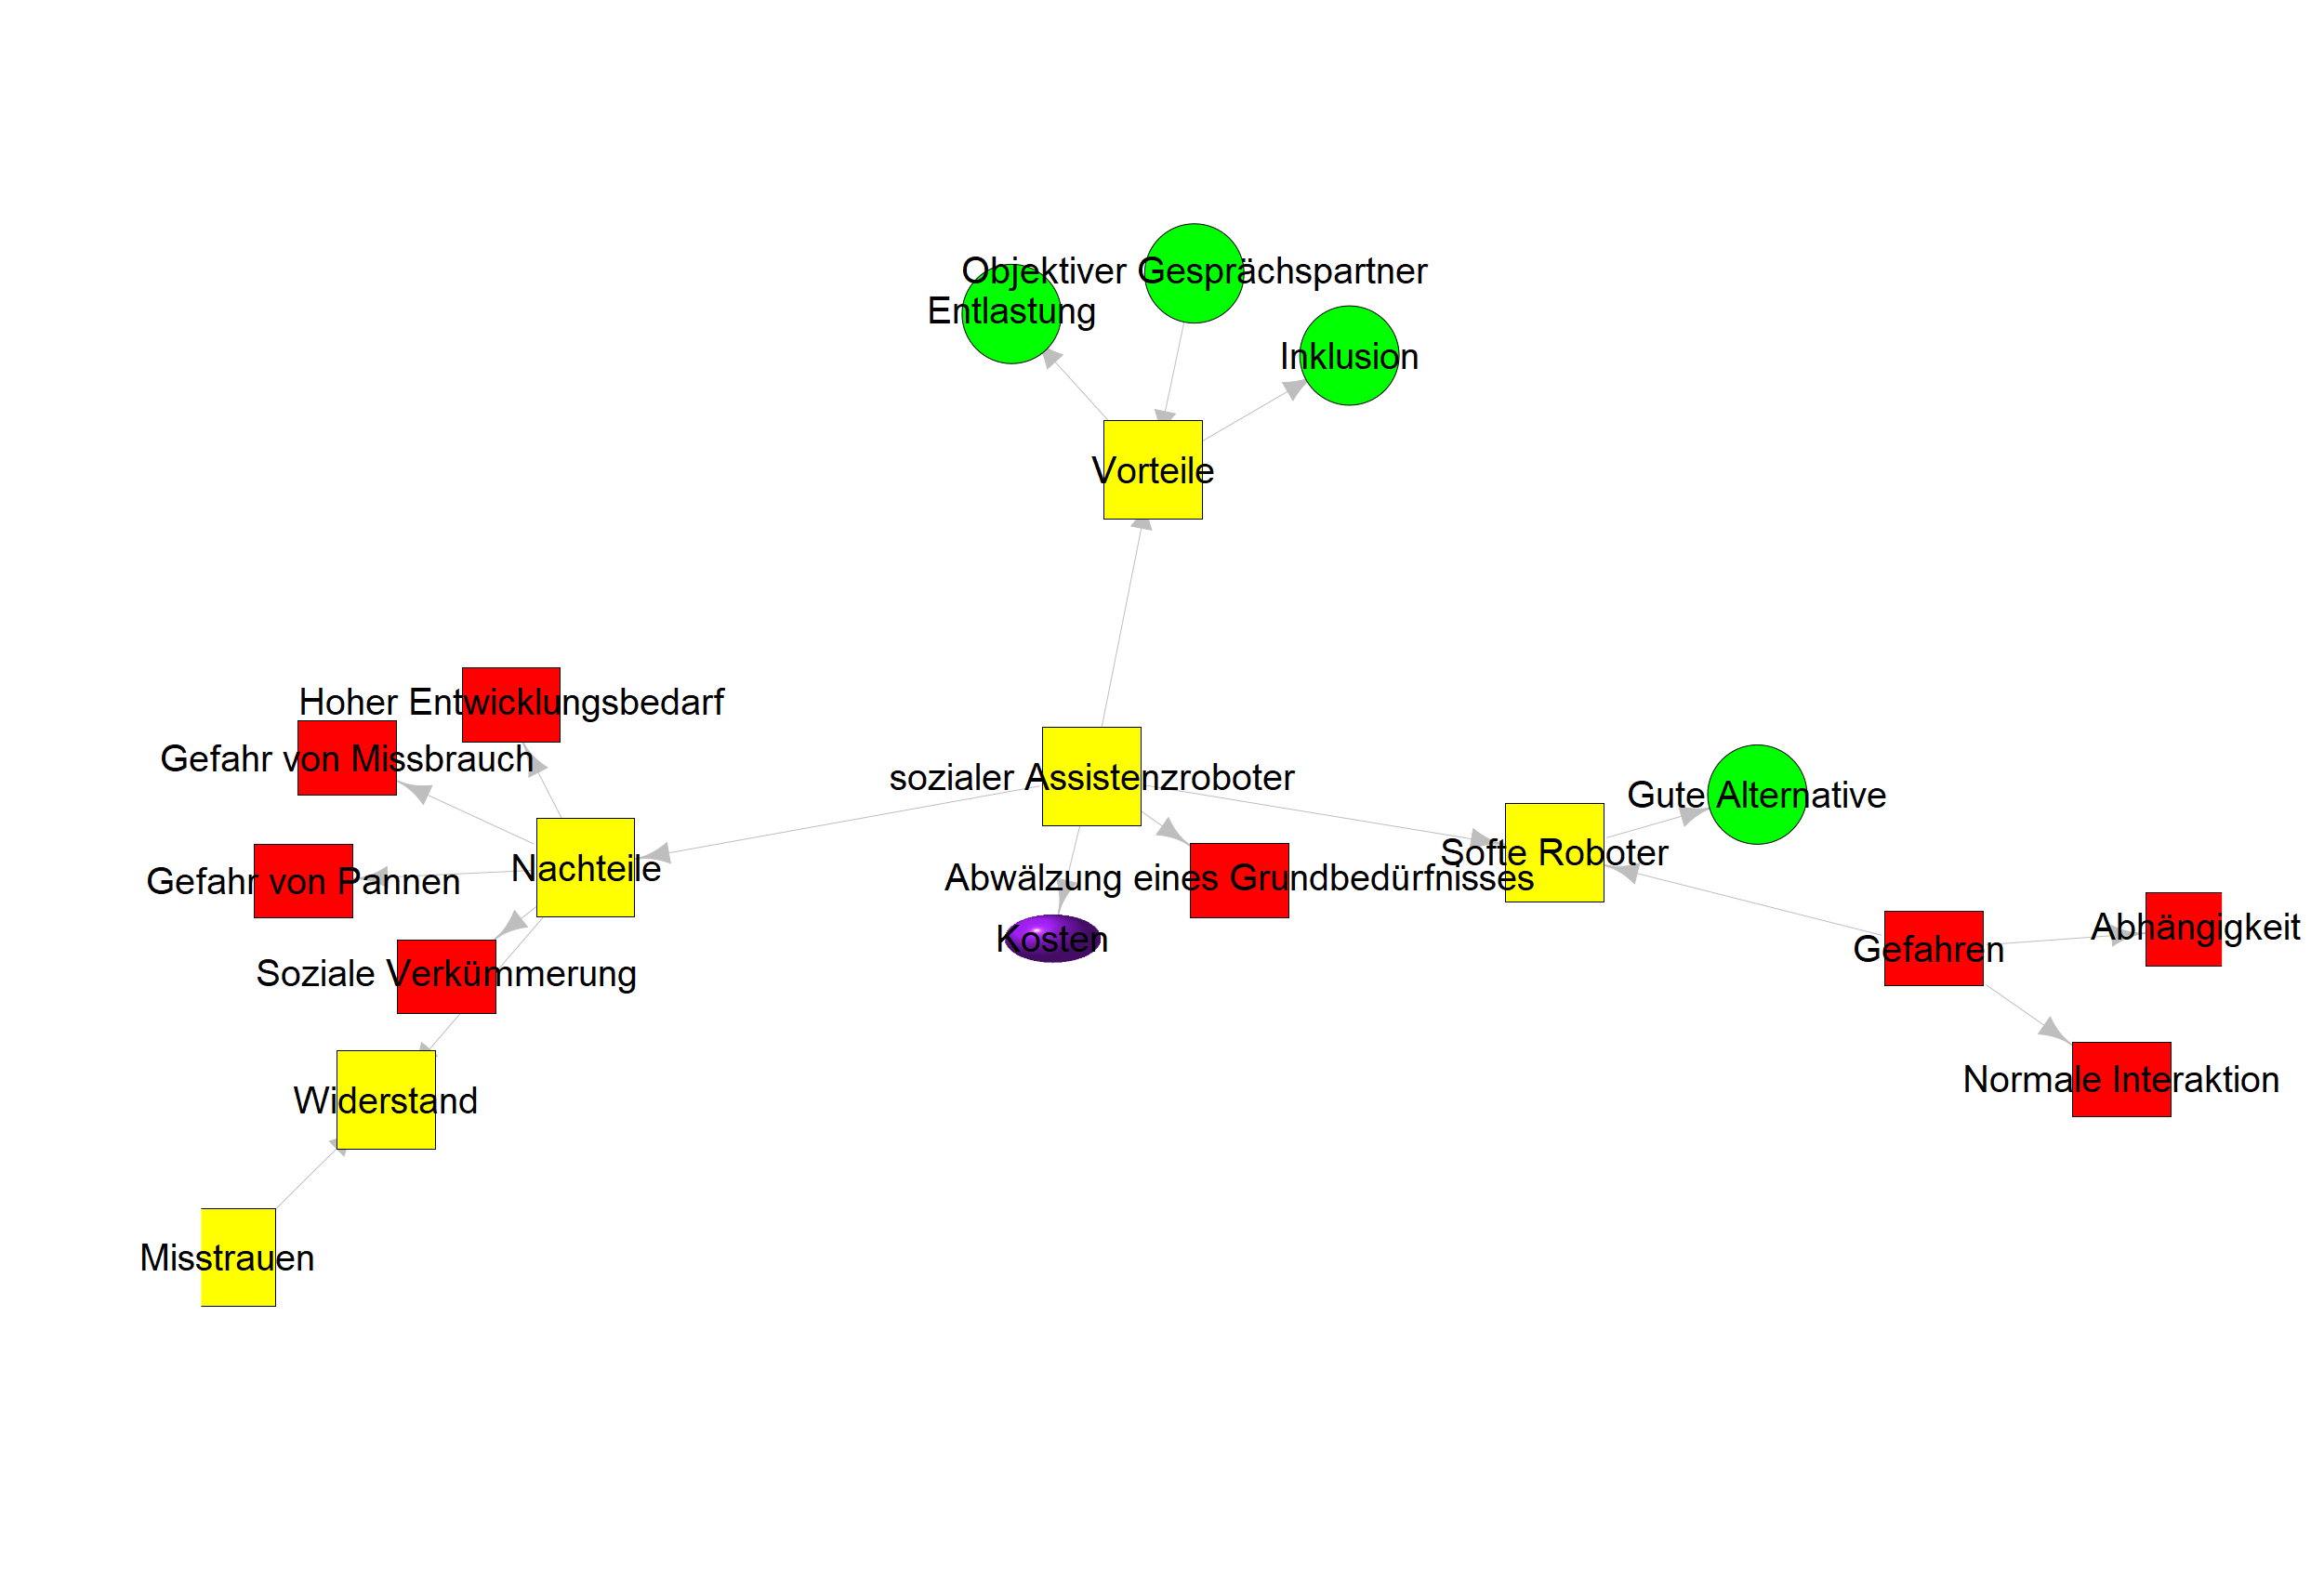 Objektiver Gesprächspartner
Entlastung
Inklusion
Vorteile
Hoher Entwicklungsbedarf
Gefahr von Missbrauch
sozialer Assistenzroboter
Gute Alternative
Softe Roboter
Nachteile
Gefahr von Pannen
Abwälzung eines Grundbedürfnisses
Abhängigkeit
Kosten
Gefahren
Soziale Verkümmerung
Normale Interaktion
Widerstand
Misstrauen